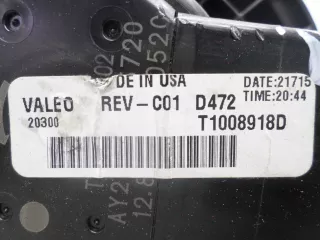 DE IN USA
DATE:21715
VALEO REV-C01 D472
TIME:20:44
20300
T1008918D